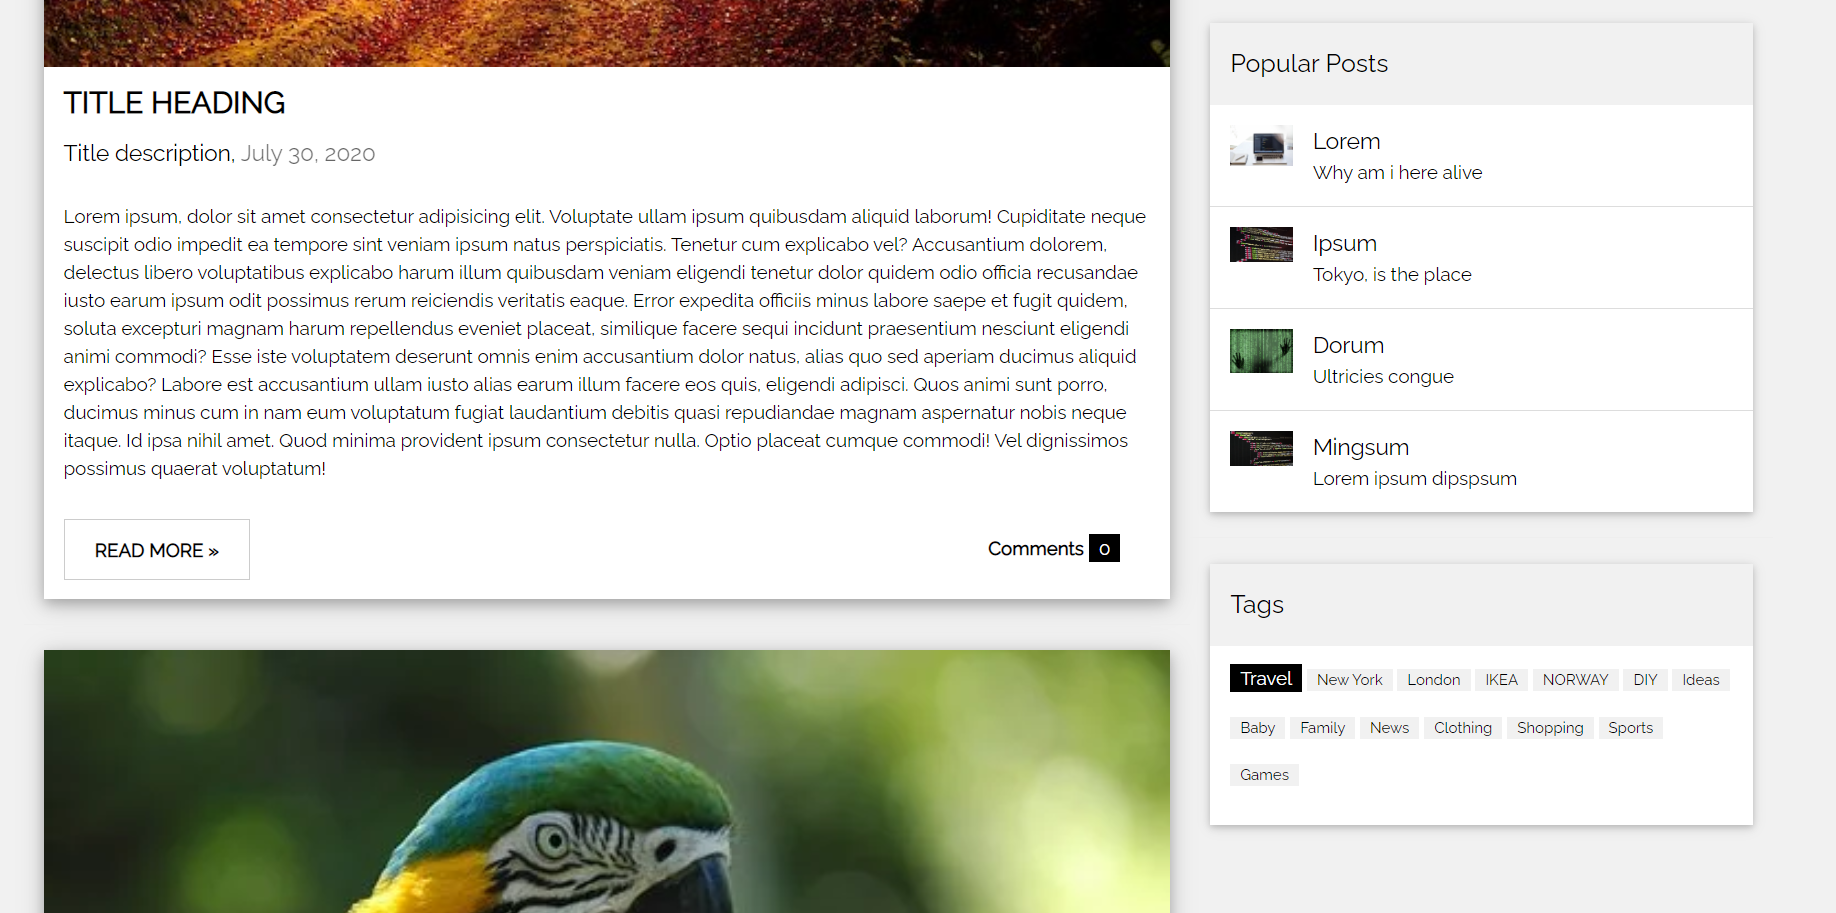 TITLE HEADING
Title description, July 30, 2020
Lorem ipsum, dolor sit amet consectetur adipisicing elit. Voluptate ullam ipsum quibusdam aliquid laborum! Cupiditate neque
suscipit odio impedit ea tempore sint veniam ipsum natus perspiciatis. Tenetur cum explicabo vel? Accusantium dolorem,
delectus libero voluptatibus explicabo harum illum quibusdam veniam eligendi tenetur dolor quidem odio officia recusandae
iusto earum ipsum odit possimus rerum reiciendis veritatis eaque. Error expedita officiis minus labore saepe et fugit quidem,
soluta excepturi magnam harum repellendus eveniet placeat, similique facere sequi incidunt praesentium nesciunt eligendi
animi commodi? Esse iste voluptatem deserunt omnis enim accusantium dolor natus, alias quo sed aperiam ducimus aliquid
explicabo? Labore est accusantium ullam iusto alias earum illum facere eos quis, eligendi adipisci. Quos animi sunt porro,
ducimus minus cum in nam eum voluptatum fugiat laudantium debitis quasi repudiandae magnam aspernatur nobis neque
itaque. Id ipsa nihil amet. Quod minima provident ipsum consectetur nulla. Optio placeat cumque commodi! Vel dignissimos
possimus quaerat voluptatum!
READ MORE »
Comments 0
Popular Posts
Lorem
Why am i here alive
Ipsum
Tokyo, is the place
Dorum
Ultricies congue
Mingsum
Lorem ipsum dipspsum
Tags
Travel New York London IKEA NORWAY DIY Ideas
Baby Family News Clothing Shopping Sports
Games